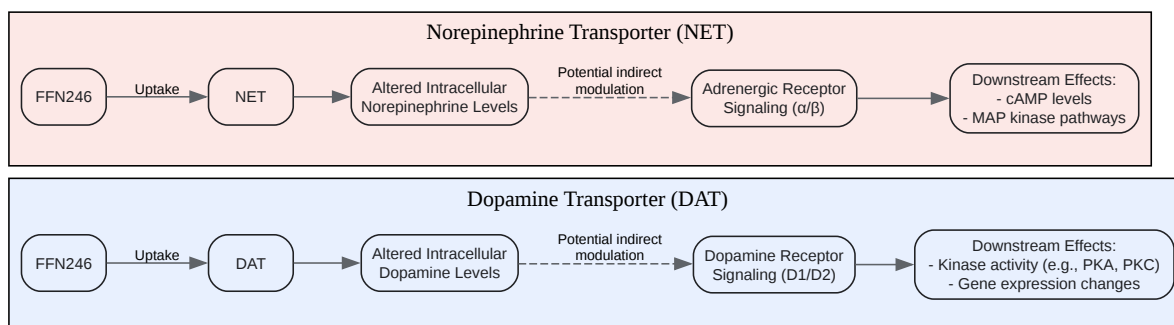 Norepinephrine Transporter (NET)
FFN246
Uptake
NET
Altered Intracellular
Norepinephrine Levels
Potential indirect
modulation
Adrenergic Receptor
Signaling (α/β)
Downstream Effects:
- cAMP levels
- MAP kinase pathways
Dopamine Transporter (DAT)
FFN246
Uptake
DAT
Altered Intracellular
Dopamine Levels
Potential indirect
modulation
Dopamine Receptor
Signaling (D1/D2)
Downstream Effects:
- Kinase activity (e.g., PKA, PKC)
- Gene expression changes